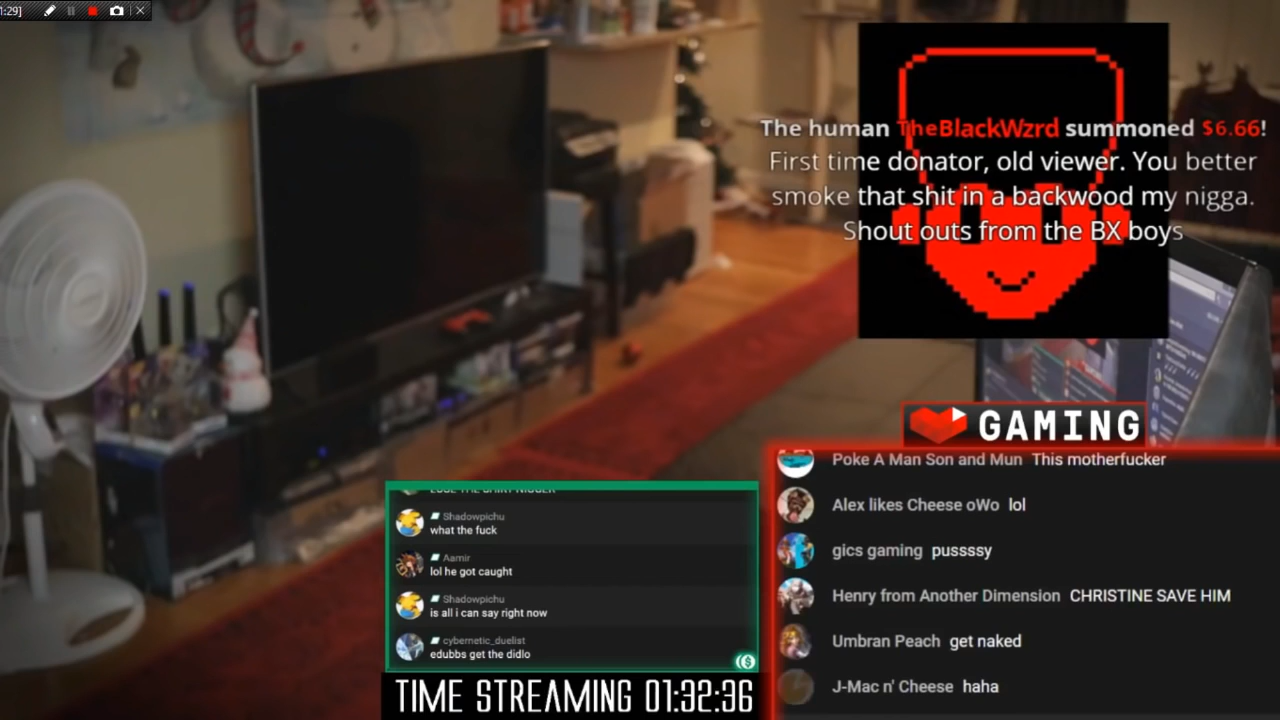 1:29]
The human TheBlackWzrd summoned $6.66!
First time donator, old viewer. You better
smoke that shit in a backwood my nigga.
Shout outs from the BX boys
GAMING
Poke A Man Son and Mun This motherfucker
Alex likes Cheese oWo lol
gics gaming pussssy
Henry from Another Dimension CHRISTINE SAVE HIM
Umbran Peach get naked
J-Mac n' Cheese haha
Shadowpichu
what the fuck
Aamir
lol he got caught
Shadowpichu
is all i can say right now
cybernetic_duelist
edubbs get the didlo
TIME STREAMING 01:32:36